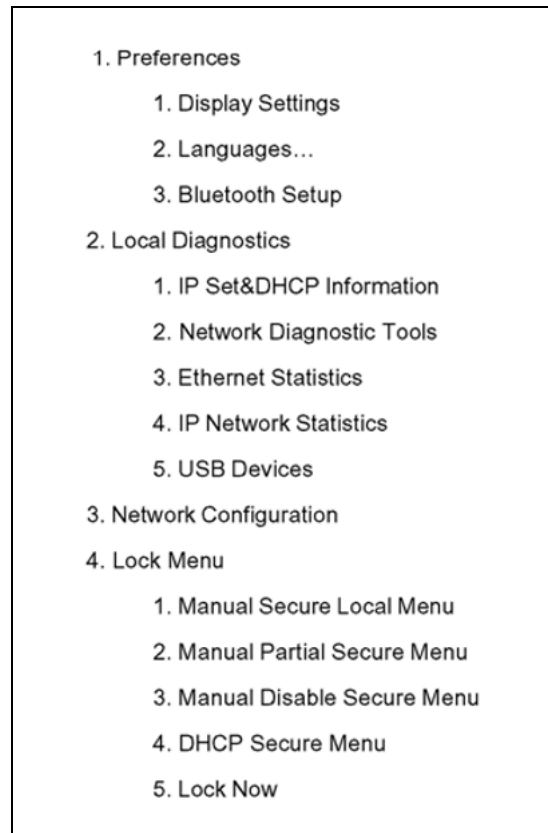 1. Preferences
1. Display Settings
2. Languages...
3. Bluetooth Setup
2. Local Diagnostics
1. IP Set&DHCP Information
2. Network Diagnostic Tools
3. Ethernet Statistics
4. IP Network Statistics
5. USB Devices
3. Network Configuration
4. Lock Menu
1. Manual Secure Local Menu
2. Manual Partial Secure Menu
3. Manual Disable Secure Menu
4. DHCP Secure Menu
5. Lock Now